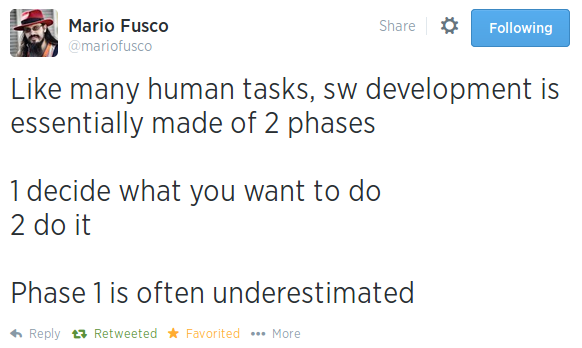 Mario Fusco
@mariofusco
Share
Following
Like many human tasks, sw development is
essentially made of 2 phases
1 decide what you want to do
2 do it
Phase 1 is often underestimated
Reply Retweeted Favorited ••• More